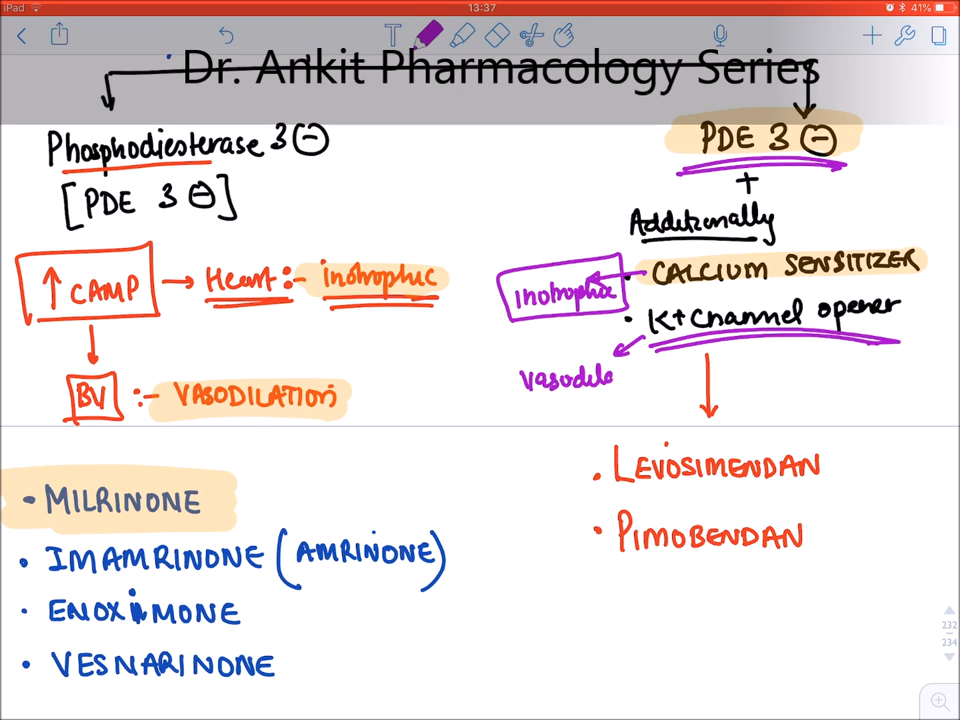 iPad
13:37
41%
T
Dr. Ankit Pharmacology Series
Phosphodiesterase 3 ⊖
[PDE 3 ⊖]
↑ CAMP → Heart :- inotrophic
BV :- VASODILATION
• MILRINONE
• IMAMRINONE (AMRINONE)
• ENOXIMONE
• VESNARINONE
PDE 3 ⊖
+
Additionally
• CALCIUM SENSITIZER
Inotrophic
• K+ Channel opener
Vasodila
• LEVOSIMENDAN
• PIMOBENDAN
232
234